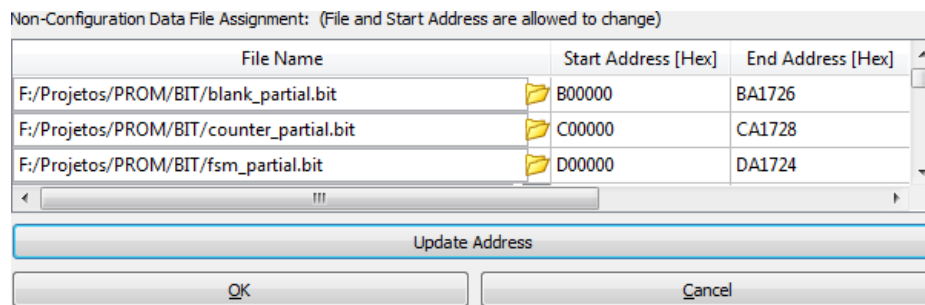 Non-Configuration Data File Assignment: (File and Start Address are allowed to change)
File Name Start Address [Hex] End Address [Hex]
F:/Projetos/PROM/BIT/blank_partial.bit B00000 BA1726
F:/Projetos/PROM/BIT/counter_partial.bit C00000 CA1728
F:/Projetos/PROM/BIT/fsm_partial.bit D00000 DA1724
Update Address
OK Cancel